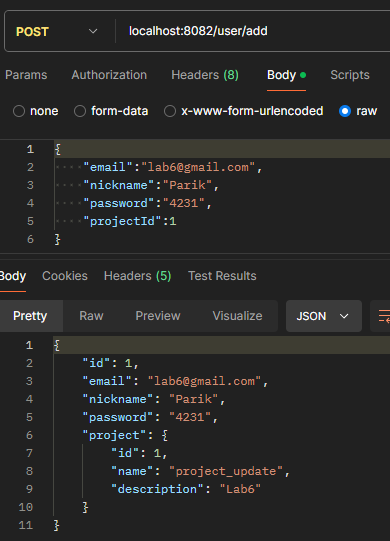 POST localhost:8082/user/add
Params Authorization Headers (8) Body Scripts
none form-data x-www-form-urlencoded raw
1 {
2 ····"email":"lab6@gmail.com",
3 ····"nickname":"Parik",
4 ····"password":"4231",
5 ····"projectId":1
6 }
Body Cookies Headers (5) Test Results
Pretty Raw Preview Visualize JSON
1 {
2 "id": 1,
3 "email": "lab6@gmail.com",
4 "nickname": "Parik",
5 "password": "4231",
6 "project": {
7 "id": 1,
8 "name": "project_update",
9 "description": "Lab6"
10 }
11 }